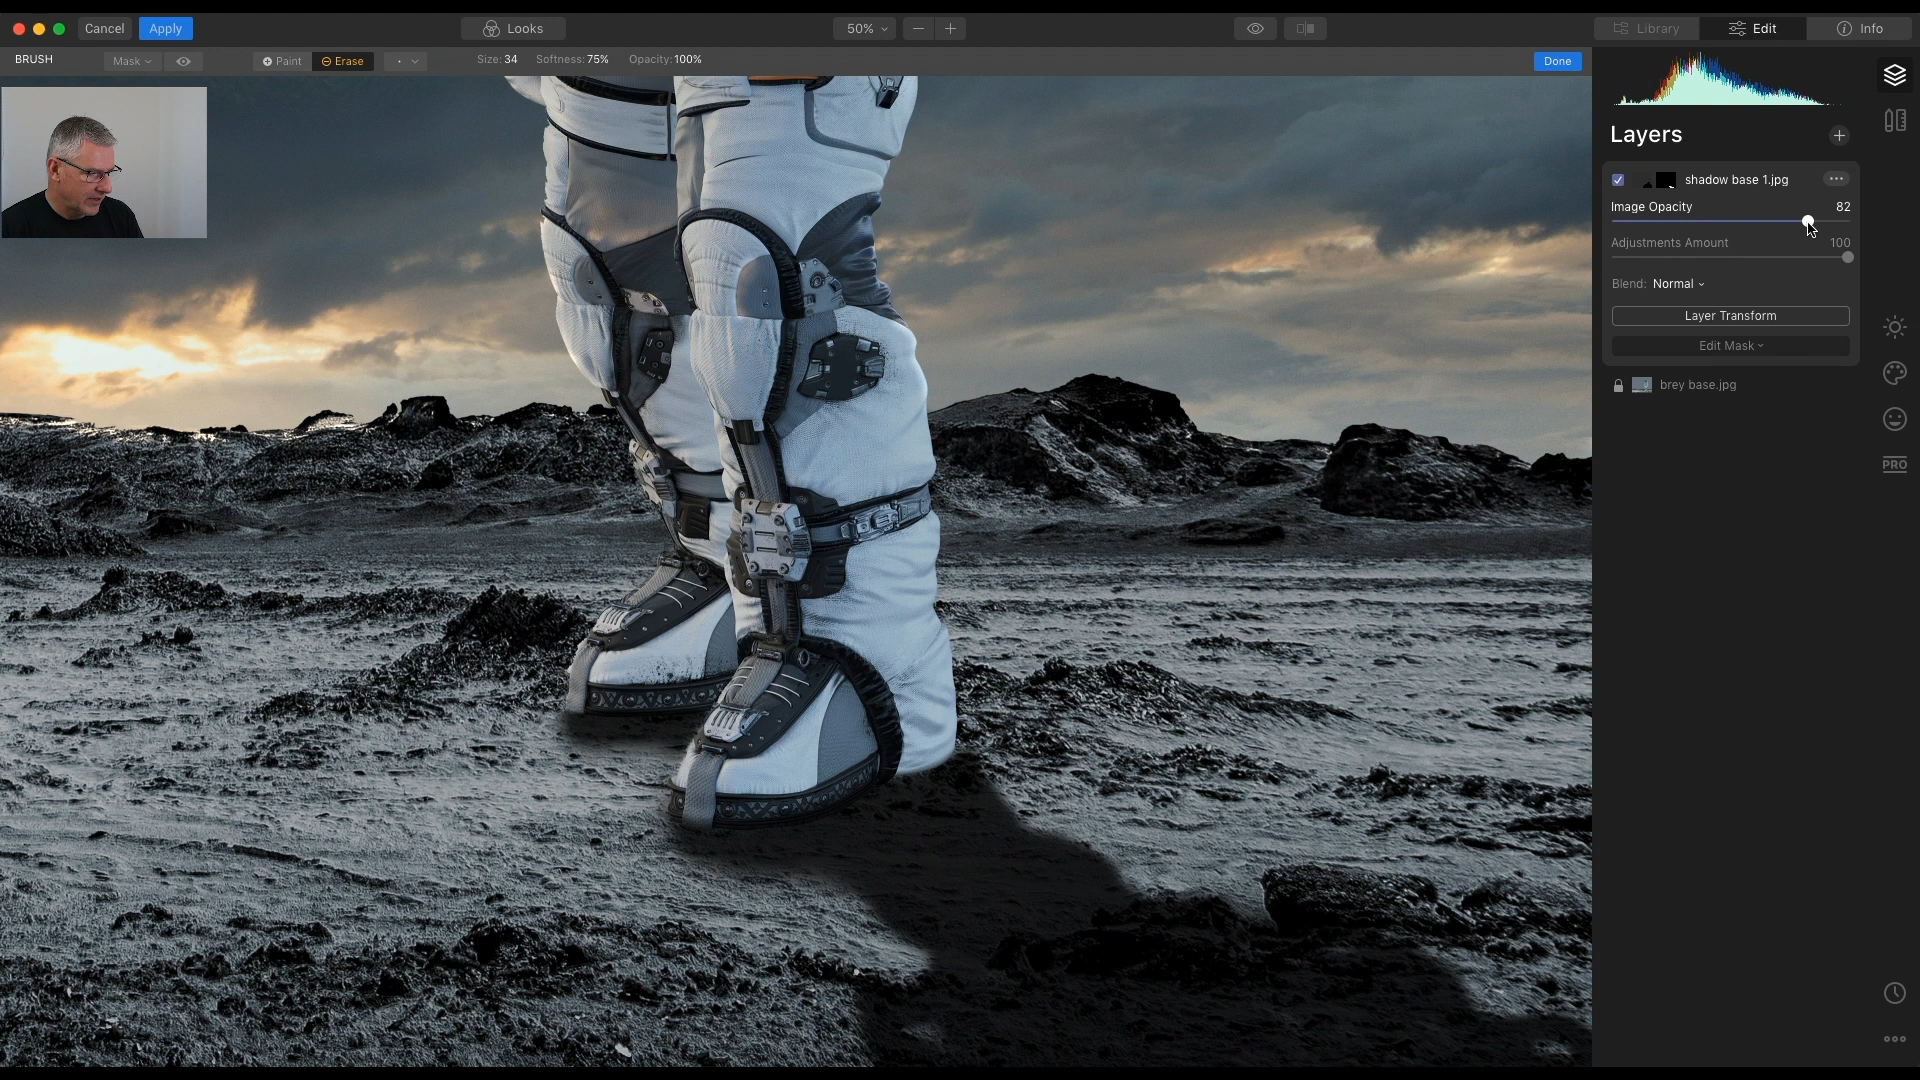 Cancel Apply Looks 50% Library Edit Info
BRUSH Mask Paint Erase Size: 34 Softness: 75% Opacity: 100% Done
Layers
shadow base 1.jpg
Image Opacity 82
Adjustments Amount 100
Blend: Normal
Layer Transform
Edit Mask
brey base.jpg
PRO